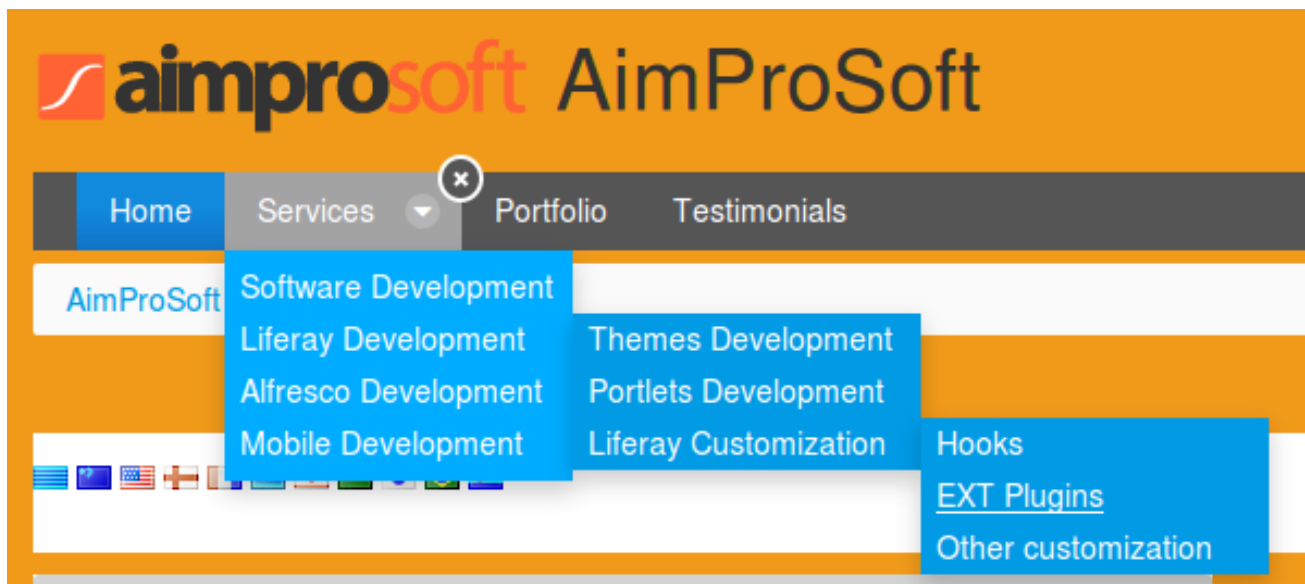 aimprosoft AimProSoft
Home Services Portfolio Testimonials
AimProSoft
Software Development
Liferay Development
Alfresco Development
Mobile Development
Themes Development
Portlets Development
Liferay Customization
Hooks
EXT Plugins
Other customization